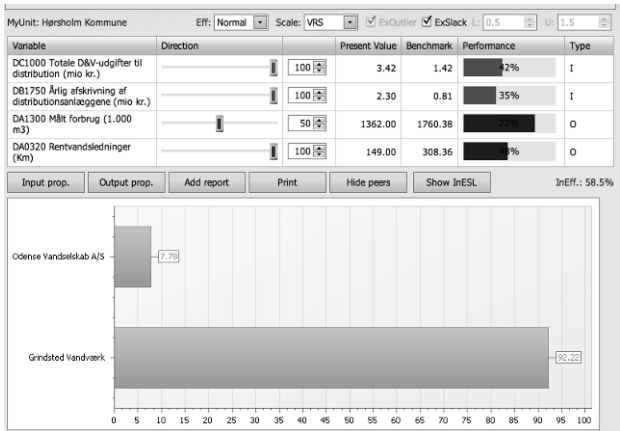 MyUnit: Hørsholm Kommune Eff: Normal Scale: VRS ExOutlier ExSlack L: 0.5 U: 1.5
Variable Direction Present Value Benchmark Performance Type
DC1000 Totale D&V-udgifter til
distribution (mio kr.) 100 3.42 1.42 42% I
DB1750 Årlig afskrivning af
distributionsanlæggene (mio kr.) 100 2.30 0.81 35% I
DA1300 Målt forbrug (1.000
m3) 50 1362.00 1760.38 77% O
DA0320 Rentvandsledninger
(Km) 100 149.00 308.36 48% O
Input prop. Output prop. Add report Print Hide peers Show InESL InEff.: 58.5%
Odense Vandselskab A/S 7.78
Grindsted Vandværk 92.22
0 5 10 15 20 25 30 35 40 45 50 55 60 65 70 75 80 85 90 95 100